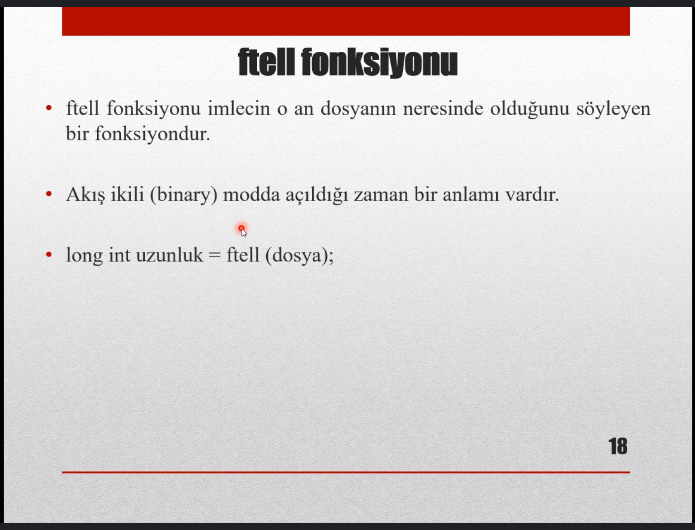 ftell fonksiyonu
• ftell fonksiyonu imlecin o an dosyanın neresinde olduğunu söyleyen
bir fonksiyondur.
• Akış ikili (binary) modda açıldığı zaman bir anlamı vardır.
• long int uzunluk = ftell (dosya);
18